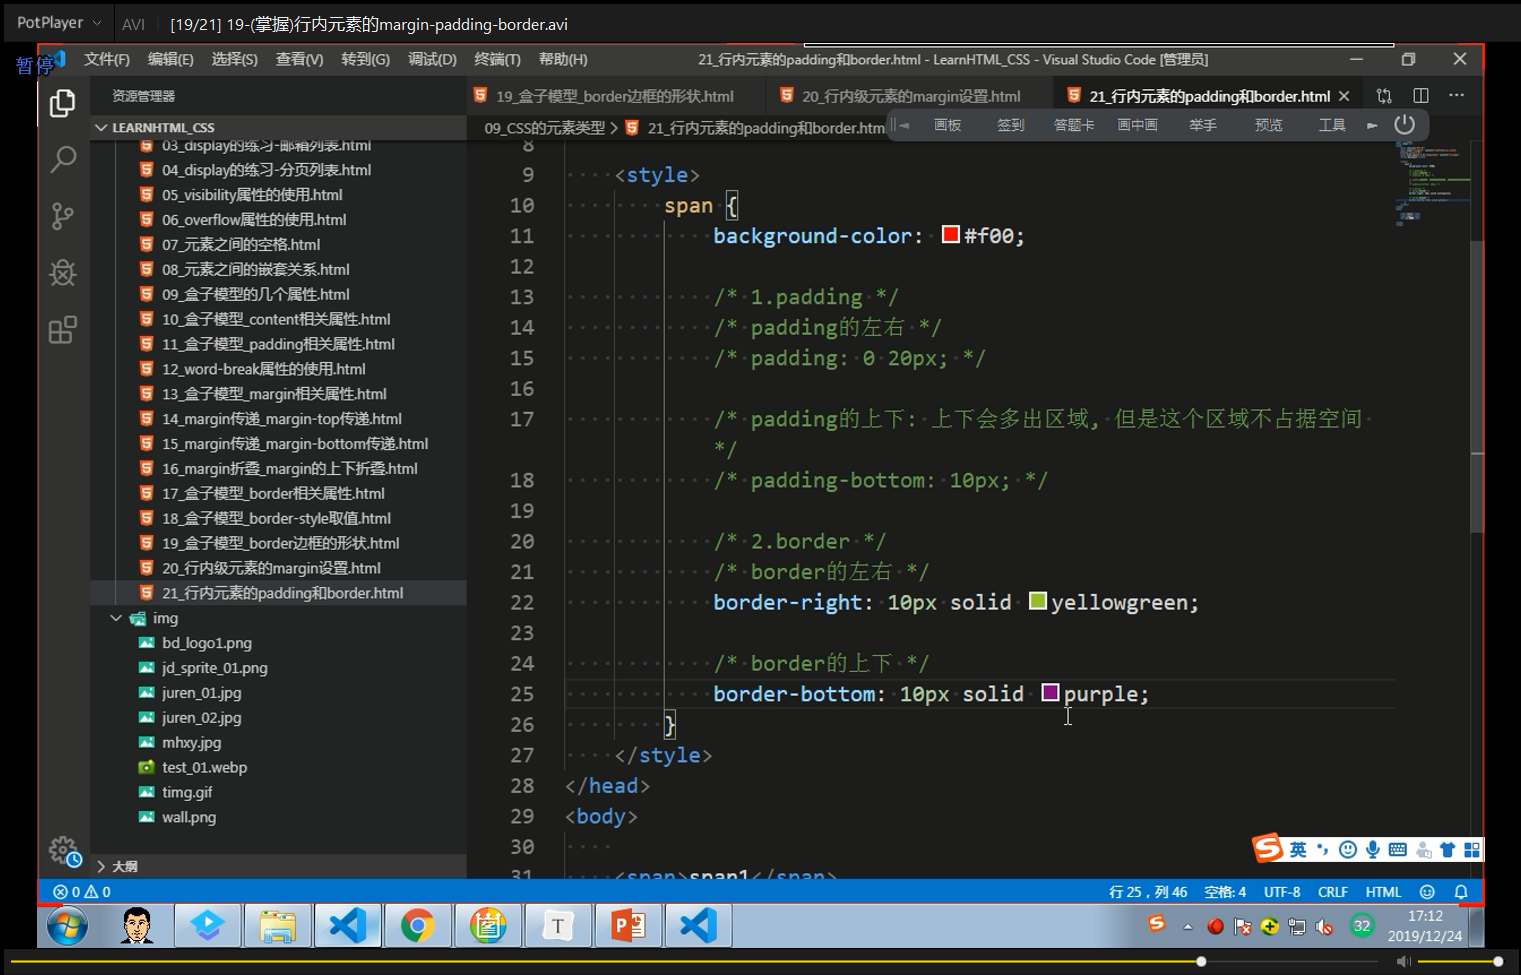 PotPlayer AVI [19/21] 19-(掌握)行内元素的margin-padding-border.avi
暂停
文件(F) 编辑(E) 选择(S) 查看(V) 转到(G) 调试(D) 终端(T) 帮助(H) 21_行内元素的padding和border.html - LearnHTML_CSS - Visual Studio Code [管理员]
资源管理器
19_盒子模型_border边框的形状.html 20_行内级元素的margin设置.html 21_行内元素的padding和border.html
LEARNHTML_CSS
09_CSS的元素类型 > 21_行内元素的padding和border.htm
画板 签到 答题卡 画中画 举手 预览 工具
03_display的练习-邮箱列表.html
04_display的练习-分页列表.html
05_visibility属性的使用.html
06_overflow属性的使用.html
07_元素之间的空格.html
08_元素之间的嵌套关系.html
09_盒子模型的几个属性.html
10_盒子模型_content相关属性.html
11_盒子模型_padding相关属性.html
12_word-break属性的使用.html
13_盒子模型_margin相关属性.html
14_margin传递_margin-top传递.html
15_margin传递_margin-bottom传递.html
16_margin折叠_margin的上下折叠.html
17_盒子模型_border相关属性.html
18_盒子模型_border-style取值.html
19_盒子模型_border边框的形状.html
20_行内级元素的margin设置.html
21_行内元素的padding和border.html
img
bd_logo1.png
jd_sprite_01.png
juren_01.jpg
juren_02.jpg
mhxy.jpg
test_01.webp
timg.gif
wall.png
大纲
8
9 <style>
10 span {
11 background-color: #f00;
12
13 /* 1.padding */
14 /* padding的左右 */
15 /* padding: 0 20px; */
16
17 /* padding的上下: 上下会多出区域, 但是这个区域不占据空间
*/
18 /* padding-bottom: 10px; */
19
20 /* 2.border */
21 /* border的左右 */
22 border-right: 10px solid yellowgreen;
23
24 /* border的上下 */
25 border-bottom: 10px solid purple;
26 }
27 </style>
28 </head>
29 <body>
30
31 <span>span1</span>
英
0 0 行 25，列 46 空格: 4 UTF-8 CRLF HTML
32
17:12
2019/12/24